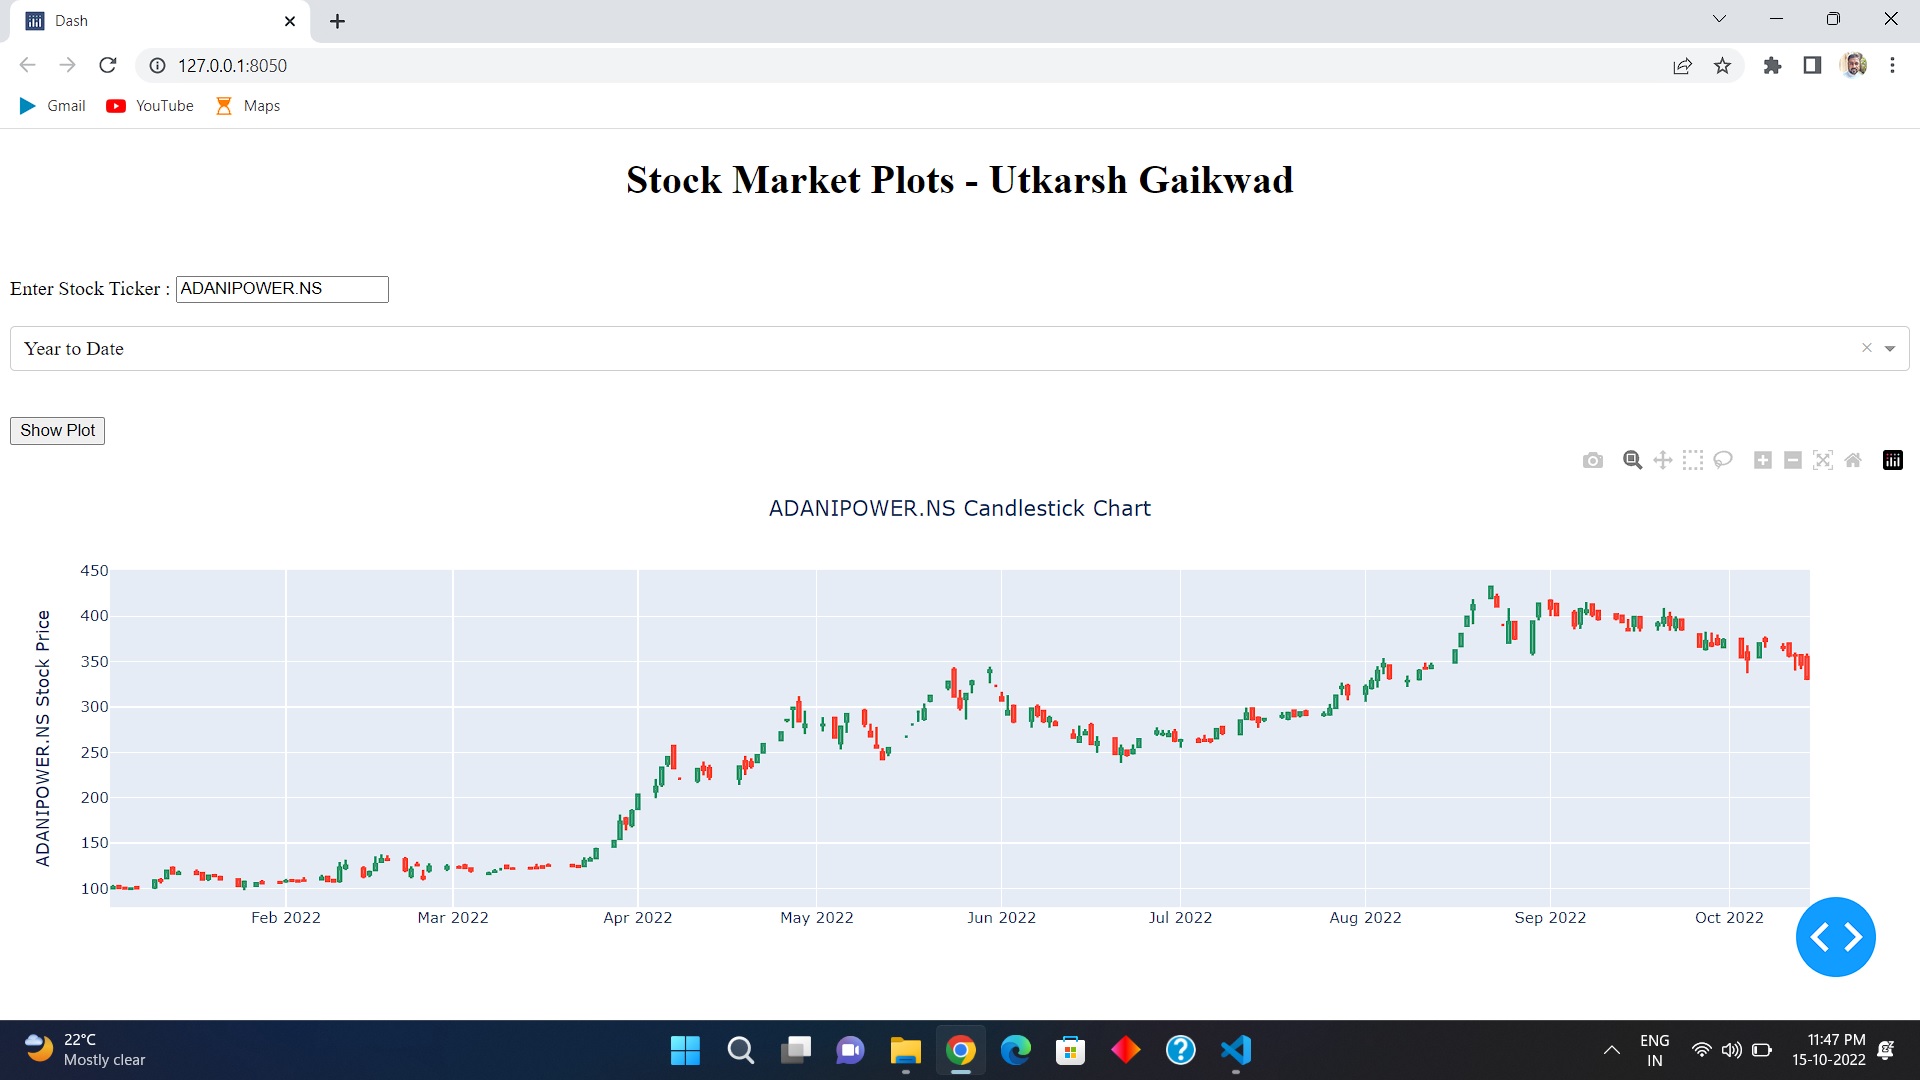 Dash
127.0.0.1:8050
Gmail YouTube Maps
Stock Market Plots - Utkarsh Gaikwad
Enter Stock Ticker : ADANIPOWER.NS
Year to Date
Show Plot
ADANIPOWER.NS Candlestick Chart
ADANIPOWER.NS Stock Price
450
400
350
300
250
200
150
100
Feb 2022 Mar 2022 Apr 2022 May 2022 Jun 2022 Jul 2022 Aug 2022 Sep 2022 Oct 2022
22°C
Mostly clear
ENG
IN
11:47 PM
15-10-2022